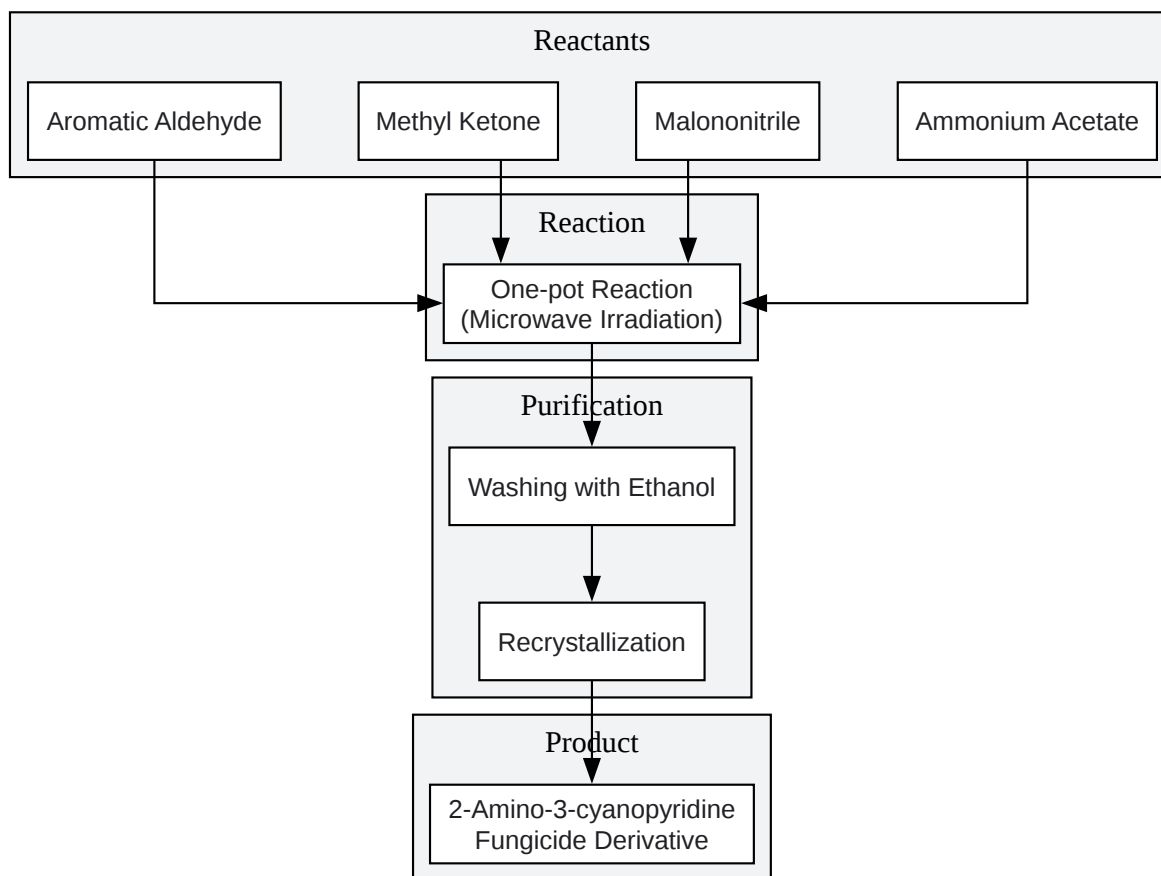 Reactants
Aromatic Aldehyde
Methyl Ketone
Malononitrile
Ammonium Acetate
Reaction
One-pot Reaction
(Microwave Irradiation)
Purification
Washing with Ethanol
Recrystallization
Product
2-Amino-3-cyanopyridine
Fungicide Derivative